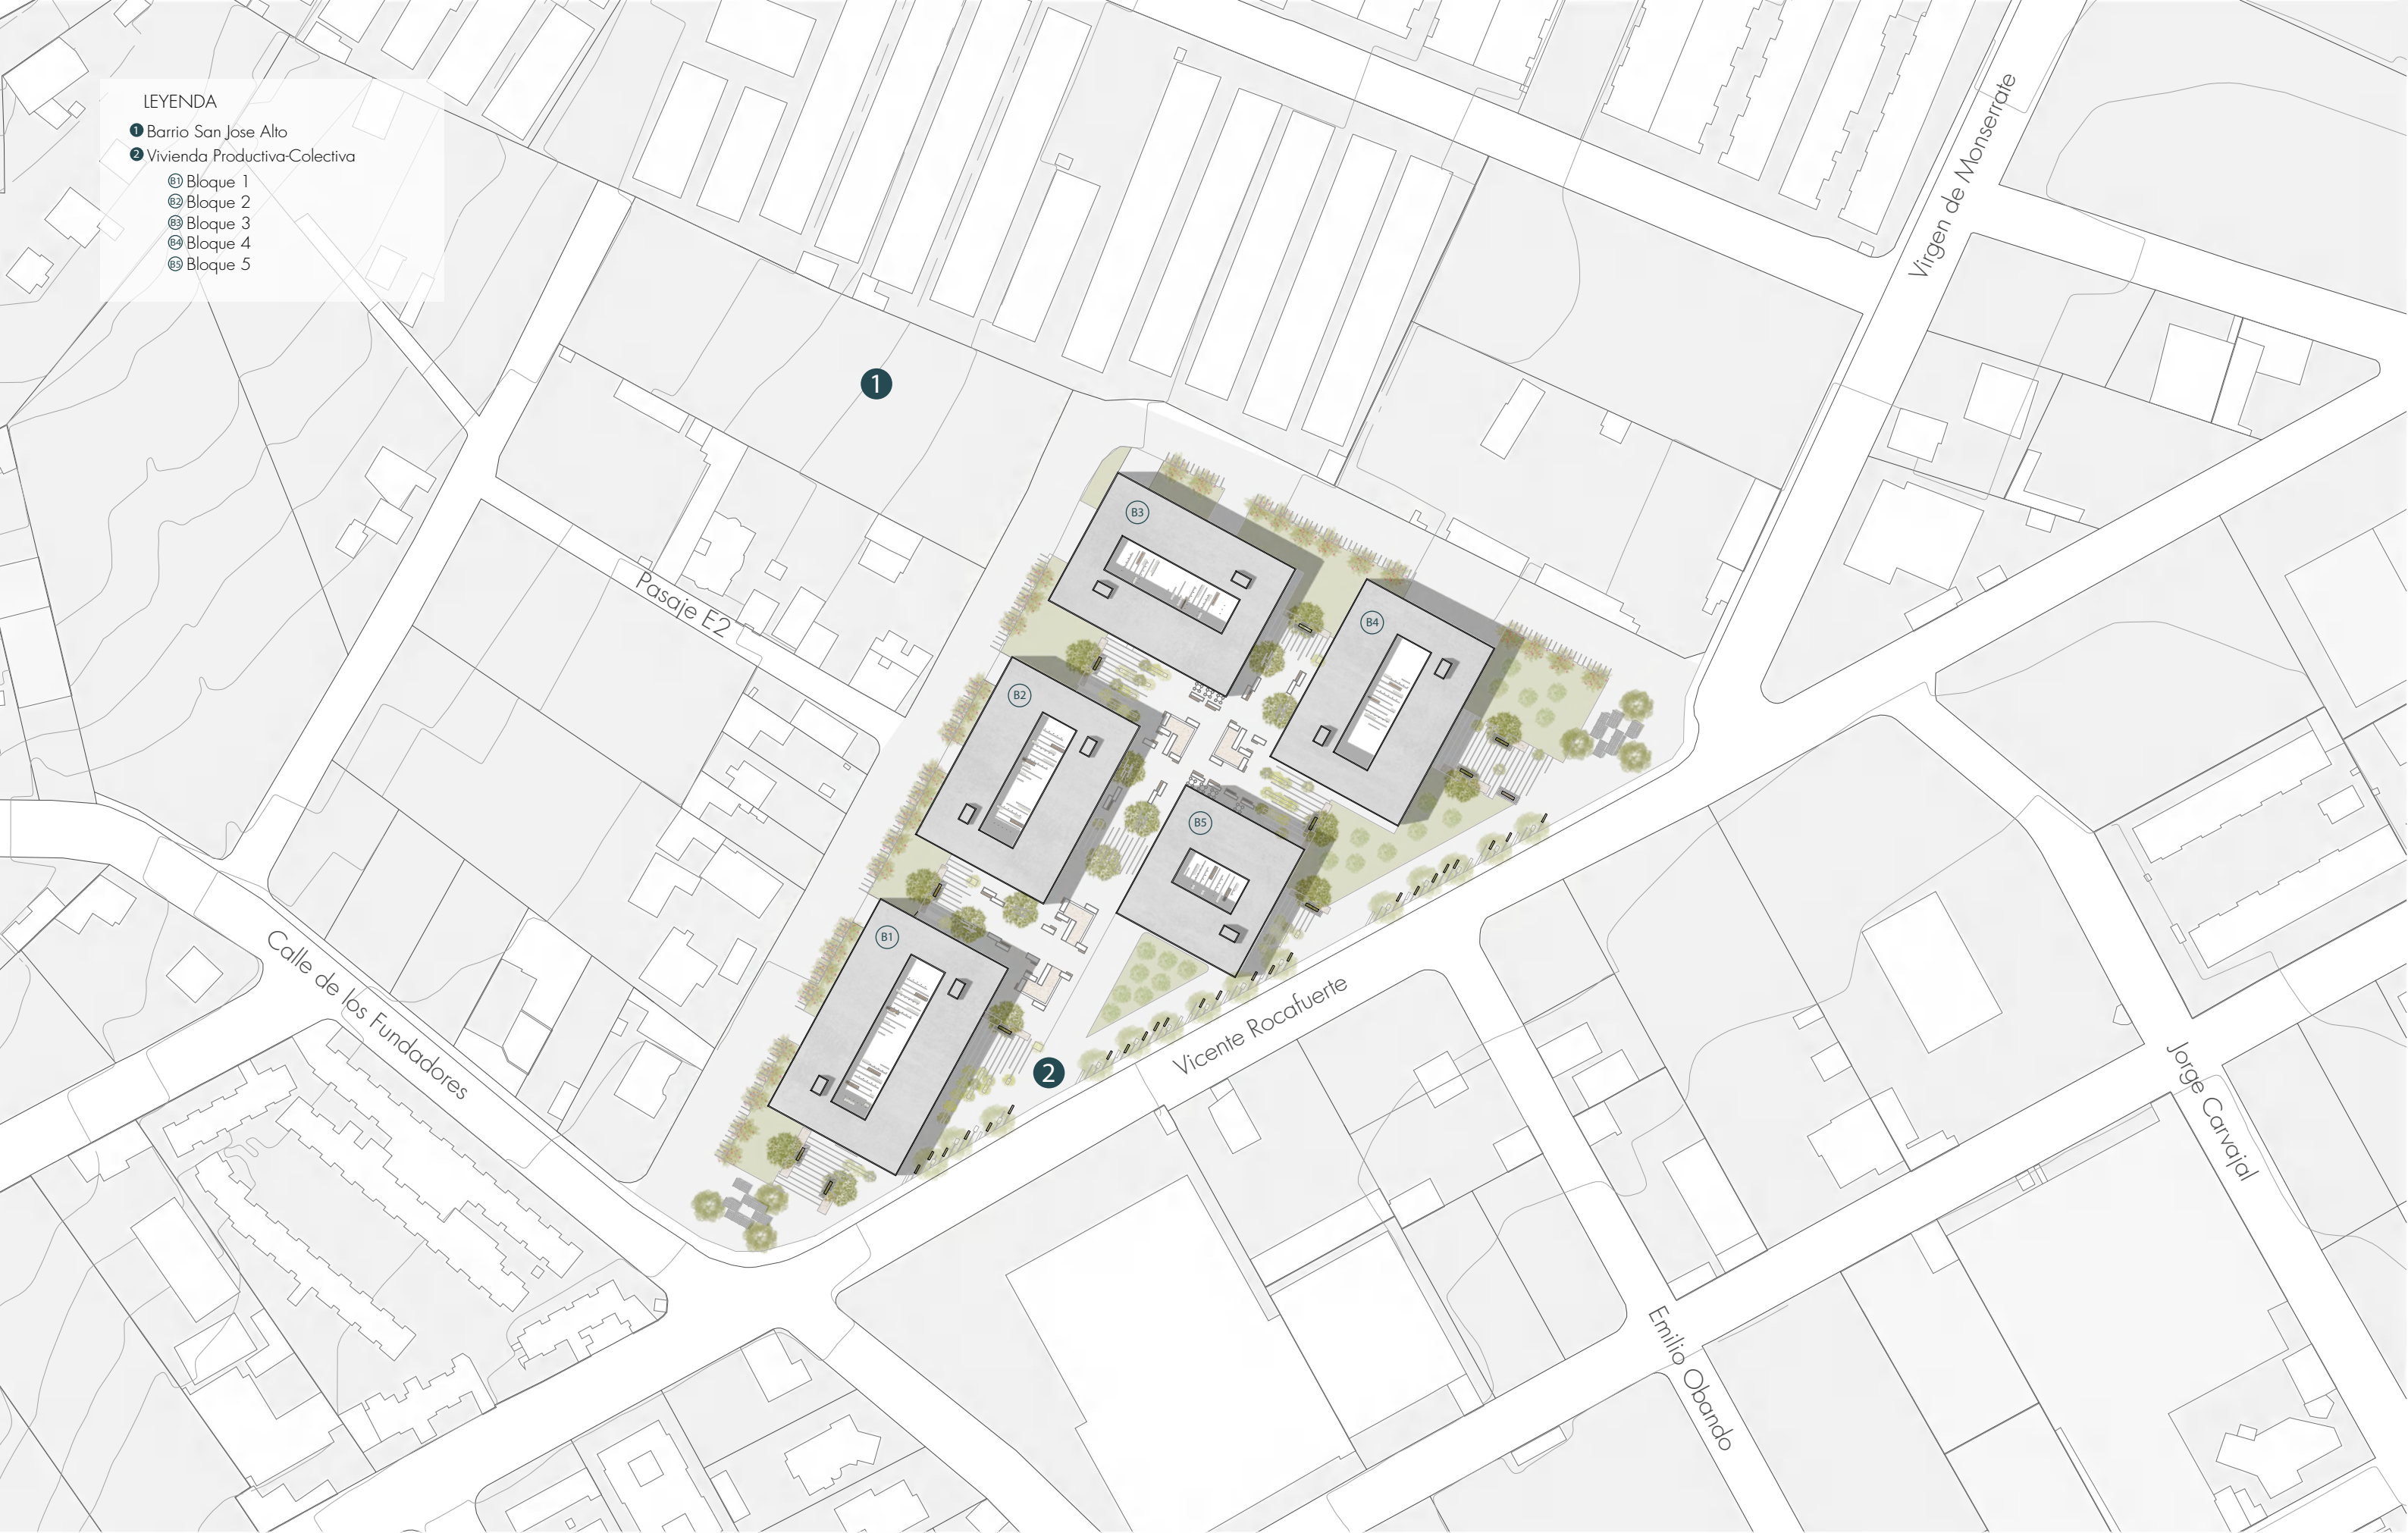 LEYENDA
1 Barrio San Jose Alto
2 Vivienda Productiva-Colectiva
B1 Bloque 1
B2 Bloque 2
B3 Bloque 3
B4 Bloque 4
B5 Bloque 5
Virgen de Monserrate
1
B3
Pasaje E2
B4
B2
B5
B1
Calle de los Fundadores
Vicente Rocafuerte
2
Jorge Carvajal
Emilio Obando